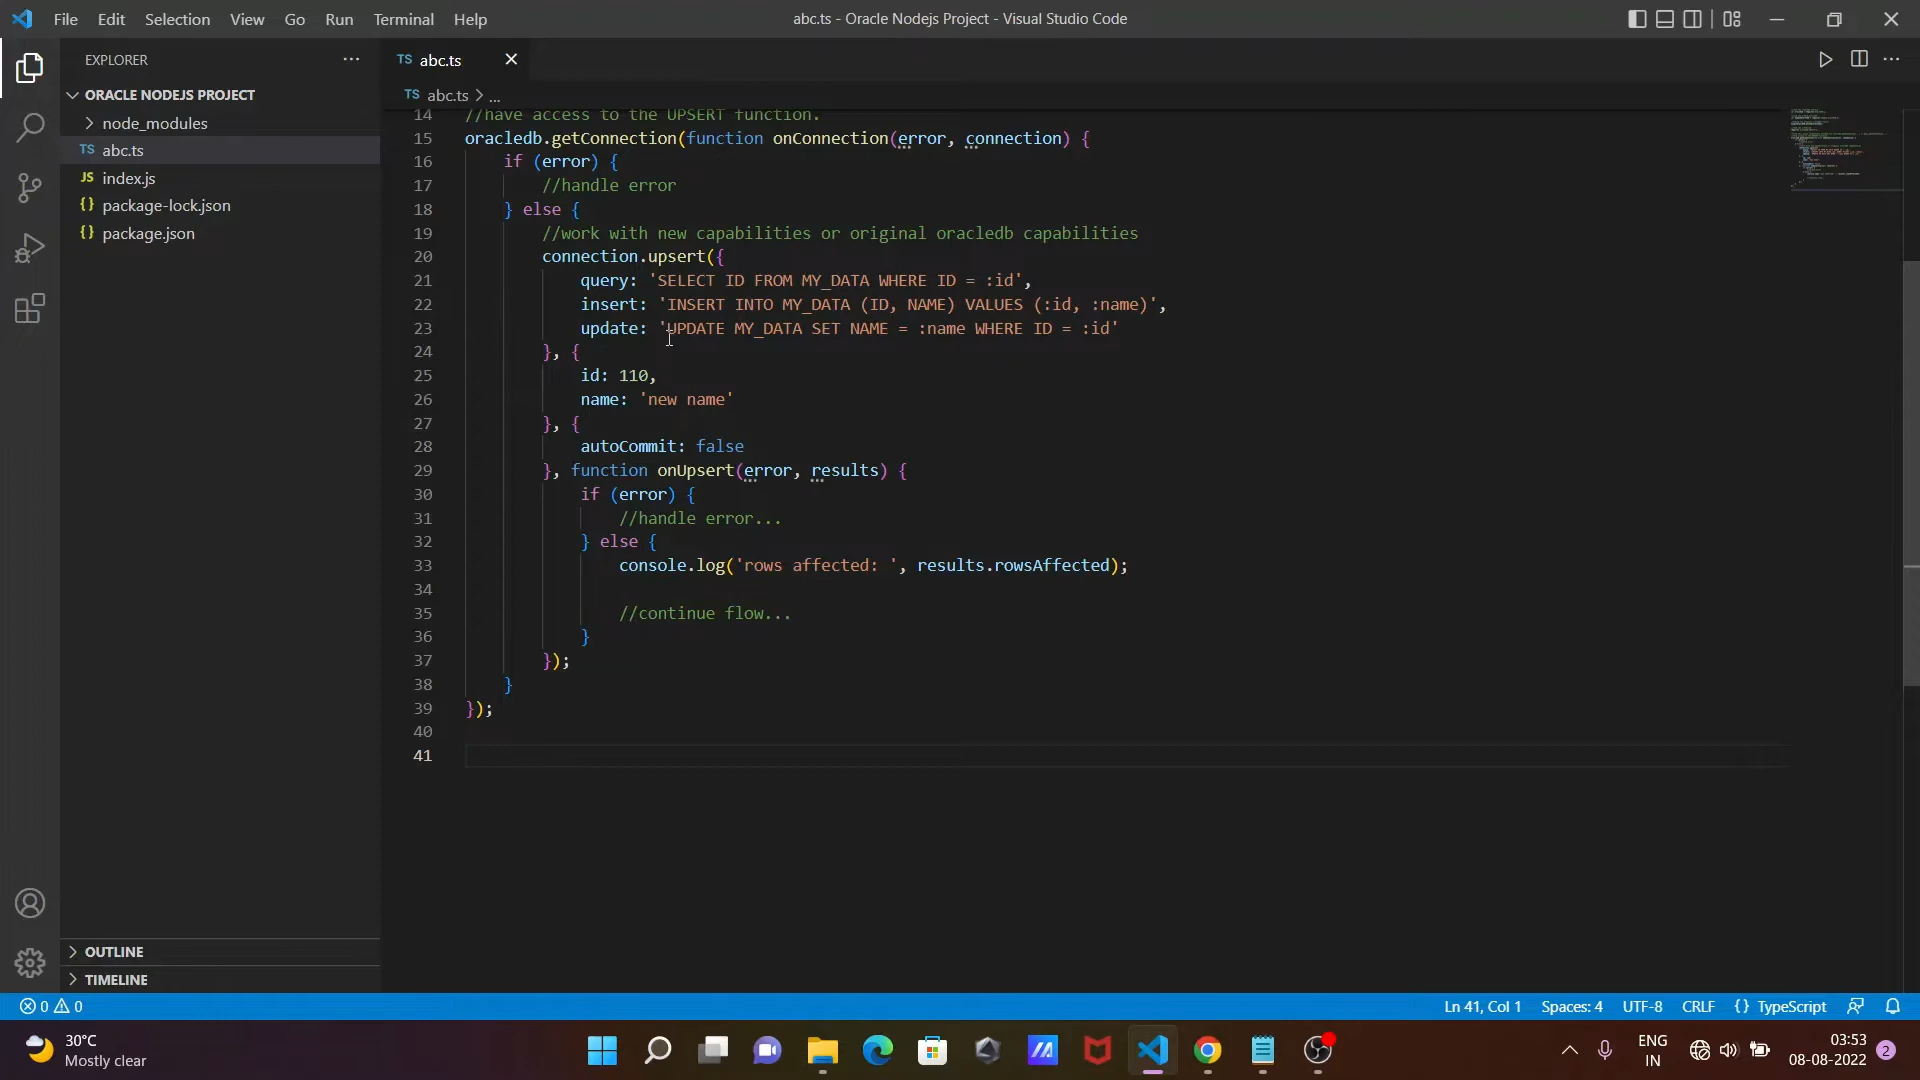 File Edit Selection View Go Run Terminal Help
abc.ts - Oracle Nodejs Project - Visual Studio Code
EXPLORER
ORACLE NODEJS PROJECT
node_modules
TS abc.ts
JS index.js
{} package-lock.json
{} package.json
OUTLINE
TIMELINE
TS abc.ts
TS abc.ts > ...
14 //have access to the UPSERT function.
15 oracledb.getConnection(function onConnection(error, connection) {
16 if (error) {
17 //handle error
18 } else {
19 //work with new capabilities or original oracledb capabilities
20 connection.upsert({
21 query: 'SELECT ID FROM MY_DATA WHERE ID = :id',
22 insert: 'INSERT INTO MY_DATA (ID, NAME) VALUES (:id, :name)',
23 update: 'UPDATE MY_DATA SET NAME = :name WHERE ID = :id'
24 }, {
25 id: 110,
26 name: 'new name'
27 }, {
28 autoCommit: false
29 }, function onUpsert(error, results) {
30 if (error) {
31 //handle error...
32 } else {
33 console.log('rows affected: ', results.rowsAffected);
34
35 //continue flow...
36 }
37 });
38 }
39 });
40
41
0 0
Ln 41, Col 1 Spaces: 4 UTF-8 CRLF {} TypeScript
30°C
Mostly clear
ENG
IN
03:53
08-08-2022
2